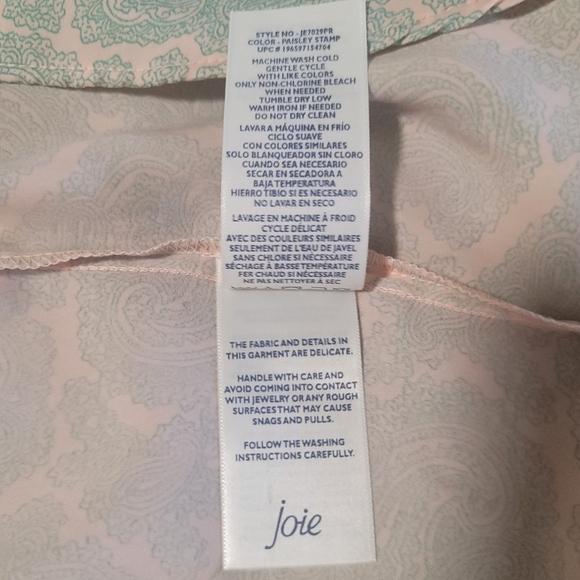 STYLE NO - JE7029PR
COLOR - PAISLEY STAMP
UPC # 196597154704
MACHINE WASH COLD
GENTLE CYCLE
WITH LIKE COLORS
ONLY NON-CHLORINE BLEACH
WHEN NEEDED
TUMBLE DRY LOW
WARM IRON IF NEEDED
DO NOT DRY CLEAN
LAVAR A MÁQUINA EN FRÍO
CICLO SUAVE
CON COLORES SIMILARES
SOLO BLANQUEADOR SIN CLORO
CUANDO SEA NECESARIO
SECAR EN SECADORA A
BAJA TEMPERATURA
HIERRO TIBIO SI ES NECESARIO
NO LAVAR EN SECO
LAVAGE EN MACHINE À FROID
CYCLE DÉLICAT
AVEC DES COULEURS SIMILAIRES
SEULEMENT DE L'EAU DE JAVEL
SANS CHLORE SI NÉCESSAIRE
SÉCHAGE À BASSE TEMPÉRATURE
FER CHAUD SI NÉCESSAIRE
NE PAS NETTOYER À SEC
THE FABRIC AND DETAILS IN
THIS GARMENT ARE DELICATE.
HANDLE WITH CARE AND
AVOID COMING INTO CONTACT
WITH JEWELRY OR ANY ROUGH
SURFACES THAT MAY CAUSE
SNAGS AND PULLS.
FOLLOW THE WASHING
INSTRUCTIONS CAREFULLY.
joie